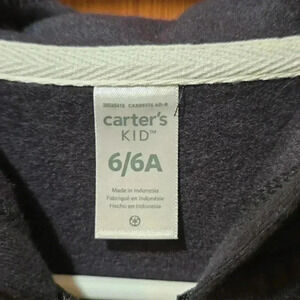 carter's
KID™
6/6A
Made in Indonesia
Fabriqué en Indonésie
Hecho en Indonesia